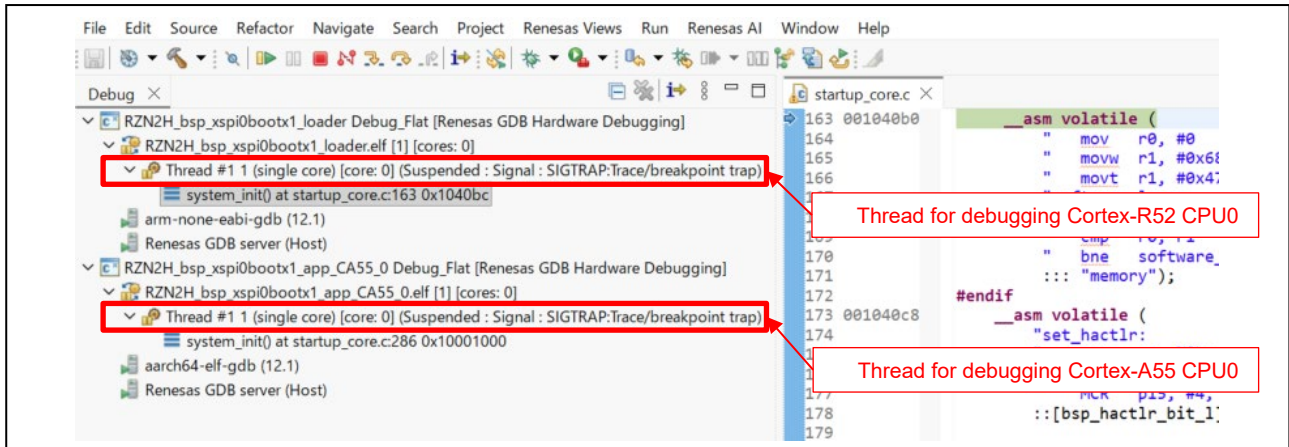 File Edit Source Refactor Navigate Search Project Renesas Views Run Renesas AI Window Help
Debug
RZN2H_bsp_xspi0bootx1_loader Debug_Flat [Renesas GDB Hardware Debugging]
RZN2H_bsp_xspi0bootx1_loader.elf [1] [cores: 0]
Thread #1 1 (single core) [core: 0] (Suspended : Signal : SIGTRAP:Trace/breakpoint trap)
system_init() at startup_core.c:163 0x1040bc
arm-none-eabi-gdb (12.1)
Renesas GDB server (Host)
RZN2H_bsp_xspi0bootx1_app_CA55_0 Debug_Flat [Renesas GDB Hardware Debugging]
RZN2H_bsp_xspi0bootx1_app_CA55_0.elf [1] [cores: 0]
Thread #1 1 (single core) [core: 0] (Suspended : Signal : SIGTRAP:Trace/breakpoint trap)
system_init() at startup_core.c:286 0x10001000
aarch64-elf-gdb (12.1)
Renesas GDB server (Host)
startup_core.c
163 001040b0 __asm volatile (
164 " mov r0, #0
165 " movw r1, #0x68
166 " movt r1, #0x47
Thread for debugging Cortex-R52 CPU0
170 " bne software_
171 ::: "memory");
172 #endif
173 001040c8 __asm volatile (
174 "set_hactlr:
Thread for debugging Cortex-A55 CPU0
177 MCR p15, #4,
178 ::[bsp_hactlr_bit_l]
179